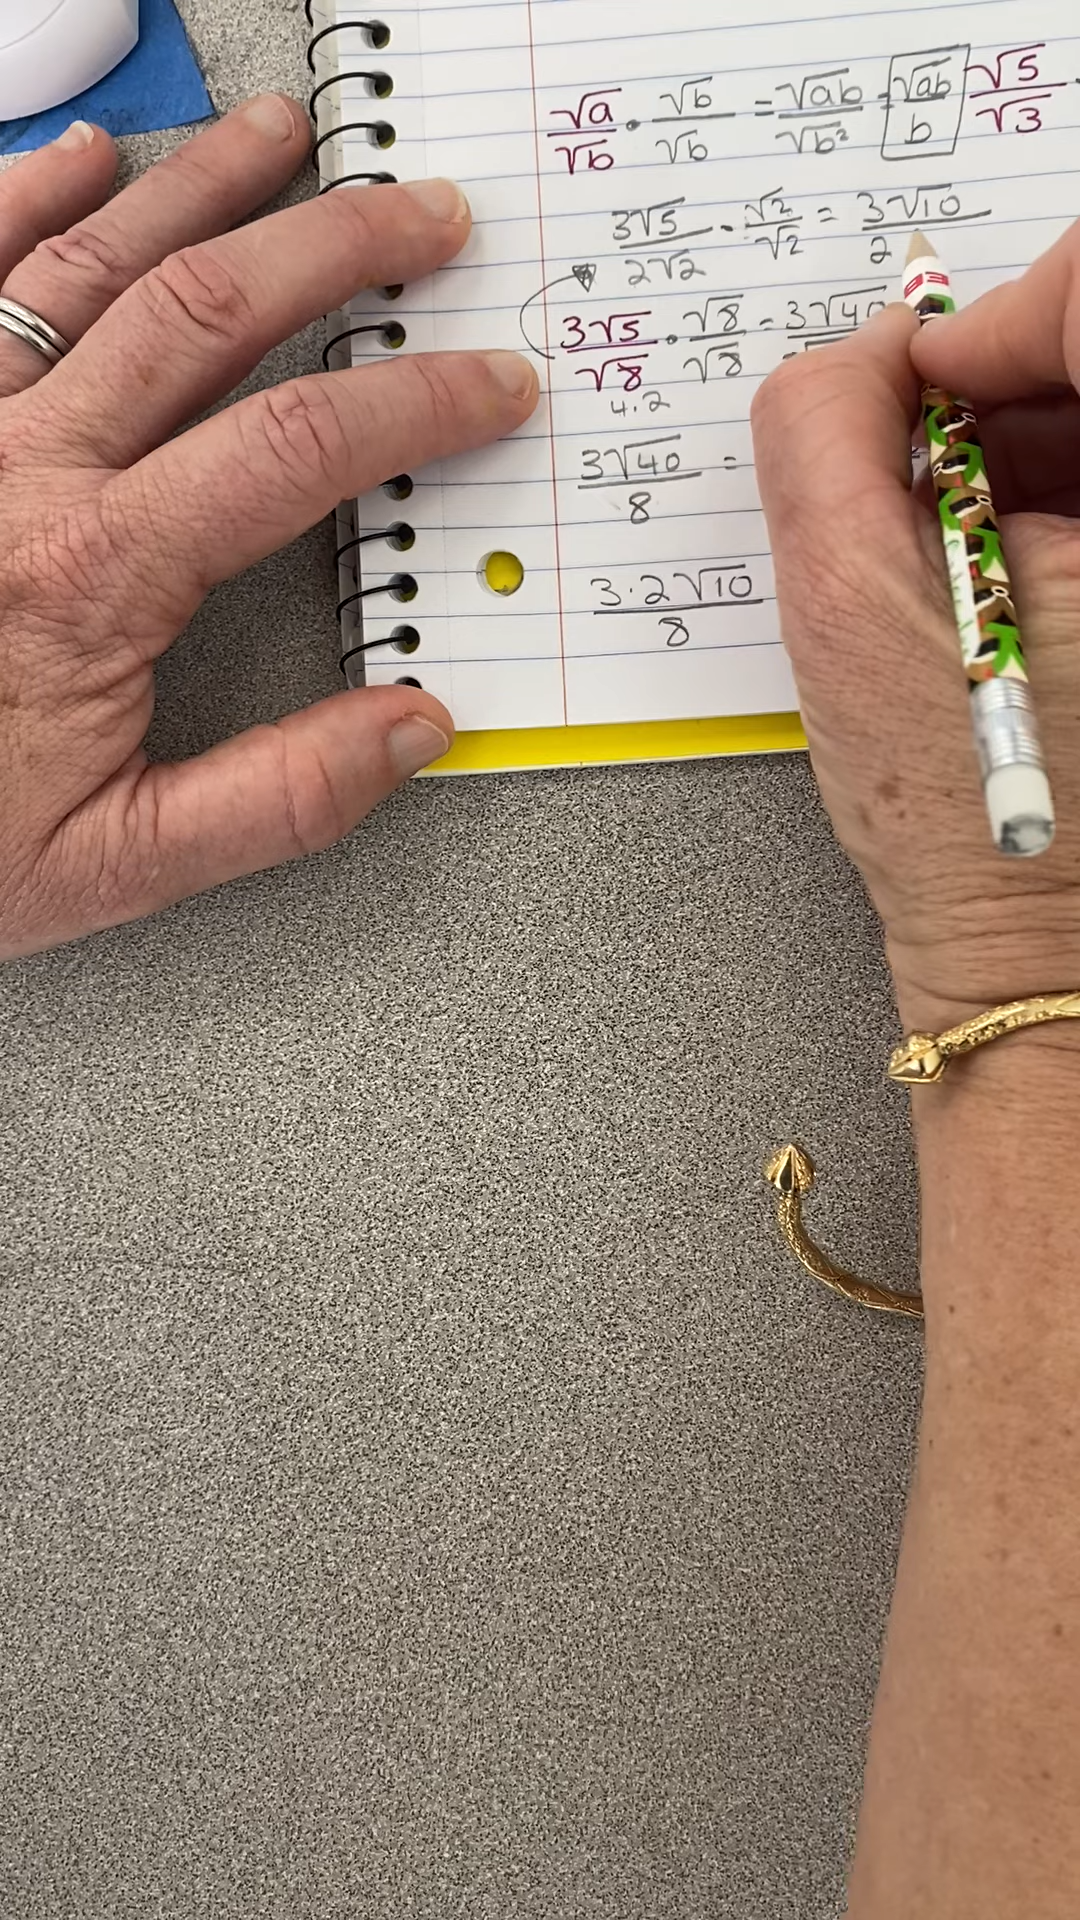 √a/√b · √b/√b = √ab/√b² = √ab/b √5/√3
3√5/2√2 · √2/√2 = 3√10/2
3√5/√8 · √8/√8 = 3√40
4·2
3√40/8 =
3·2√10/8